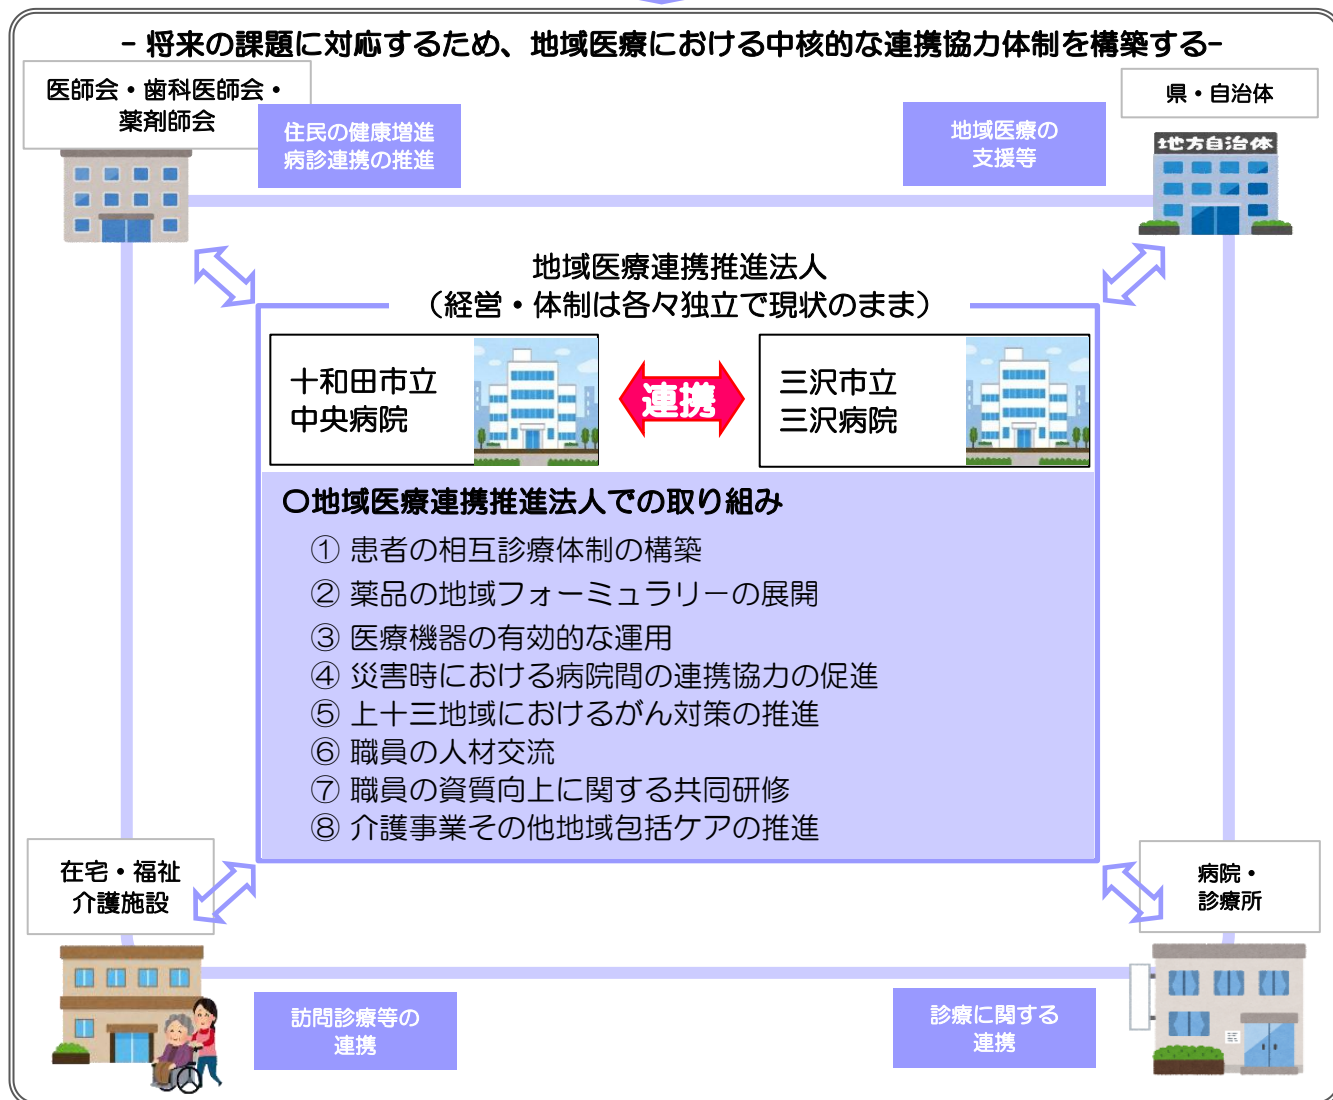 - 将来の課題に対応するため、地域医療における中核的な連携協力体制を構築する-
医師会・歯科医師会・
薬剤師会
住民の健康増進
病診連携の推進
地域医療の
支援等
県・自治体
地方自治体
地域医療連携推進法人
（経営・体制は各々独立で現状のまま）
十和田市立
中央病院
連携
三沢市立
三沢病院
〇地域医療連携推進法人での取り組み
① 患者の相互診療体制の構築
② 薬品の地域フォーミュラリーの展開
③ 医療機器の有効的な運用
④ 災害時における病院間の連携協力の促進
⑤ 上十三地域におけるがん対策の推進
⑥ 職員の人材交流
⑦ 職員の資質向上に関する共同研修
⑧ 介護事業その他地域包括ケアの推進
在宅・福祉
介護施設
病院・
診療所
訪問診療等の
連携
診療に関する
連携